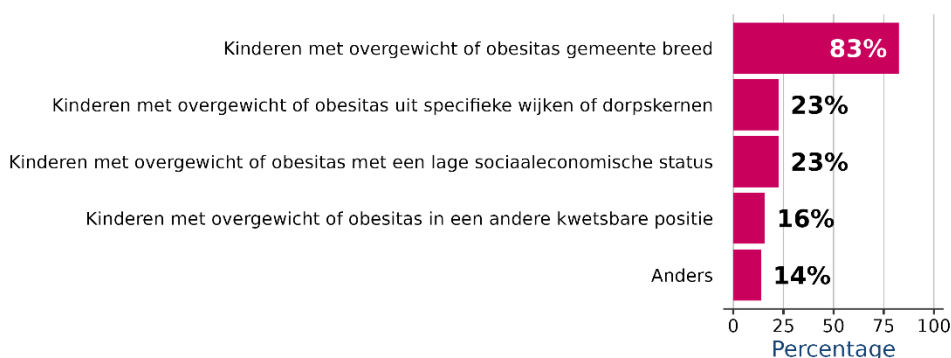 Kinderen met overgewicht of obesitas gemeente breed
83%
Kinderen met overgewicht of obesitas uit specifieke wijken of dorpskernen
23%
Kinderen met overgewicht of obesitas met een lage sociaaleconomische status
23%
Kinderen met overgewicht of obesitas in een andere kwetsbare positie
16%
Anders
14%
0 25 50 75 100
Percentage